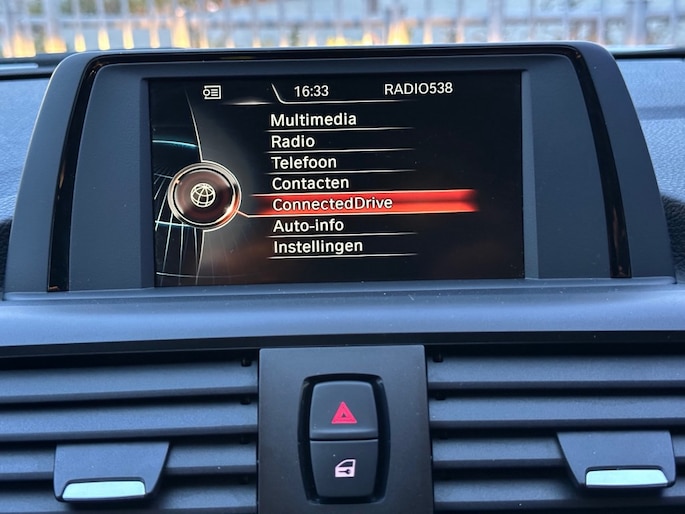 16:33 RADIO538
Multimedia
Radio
Telefoon
Contacten
ConnectedDrive
Auto-info
Instellingen